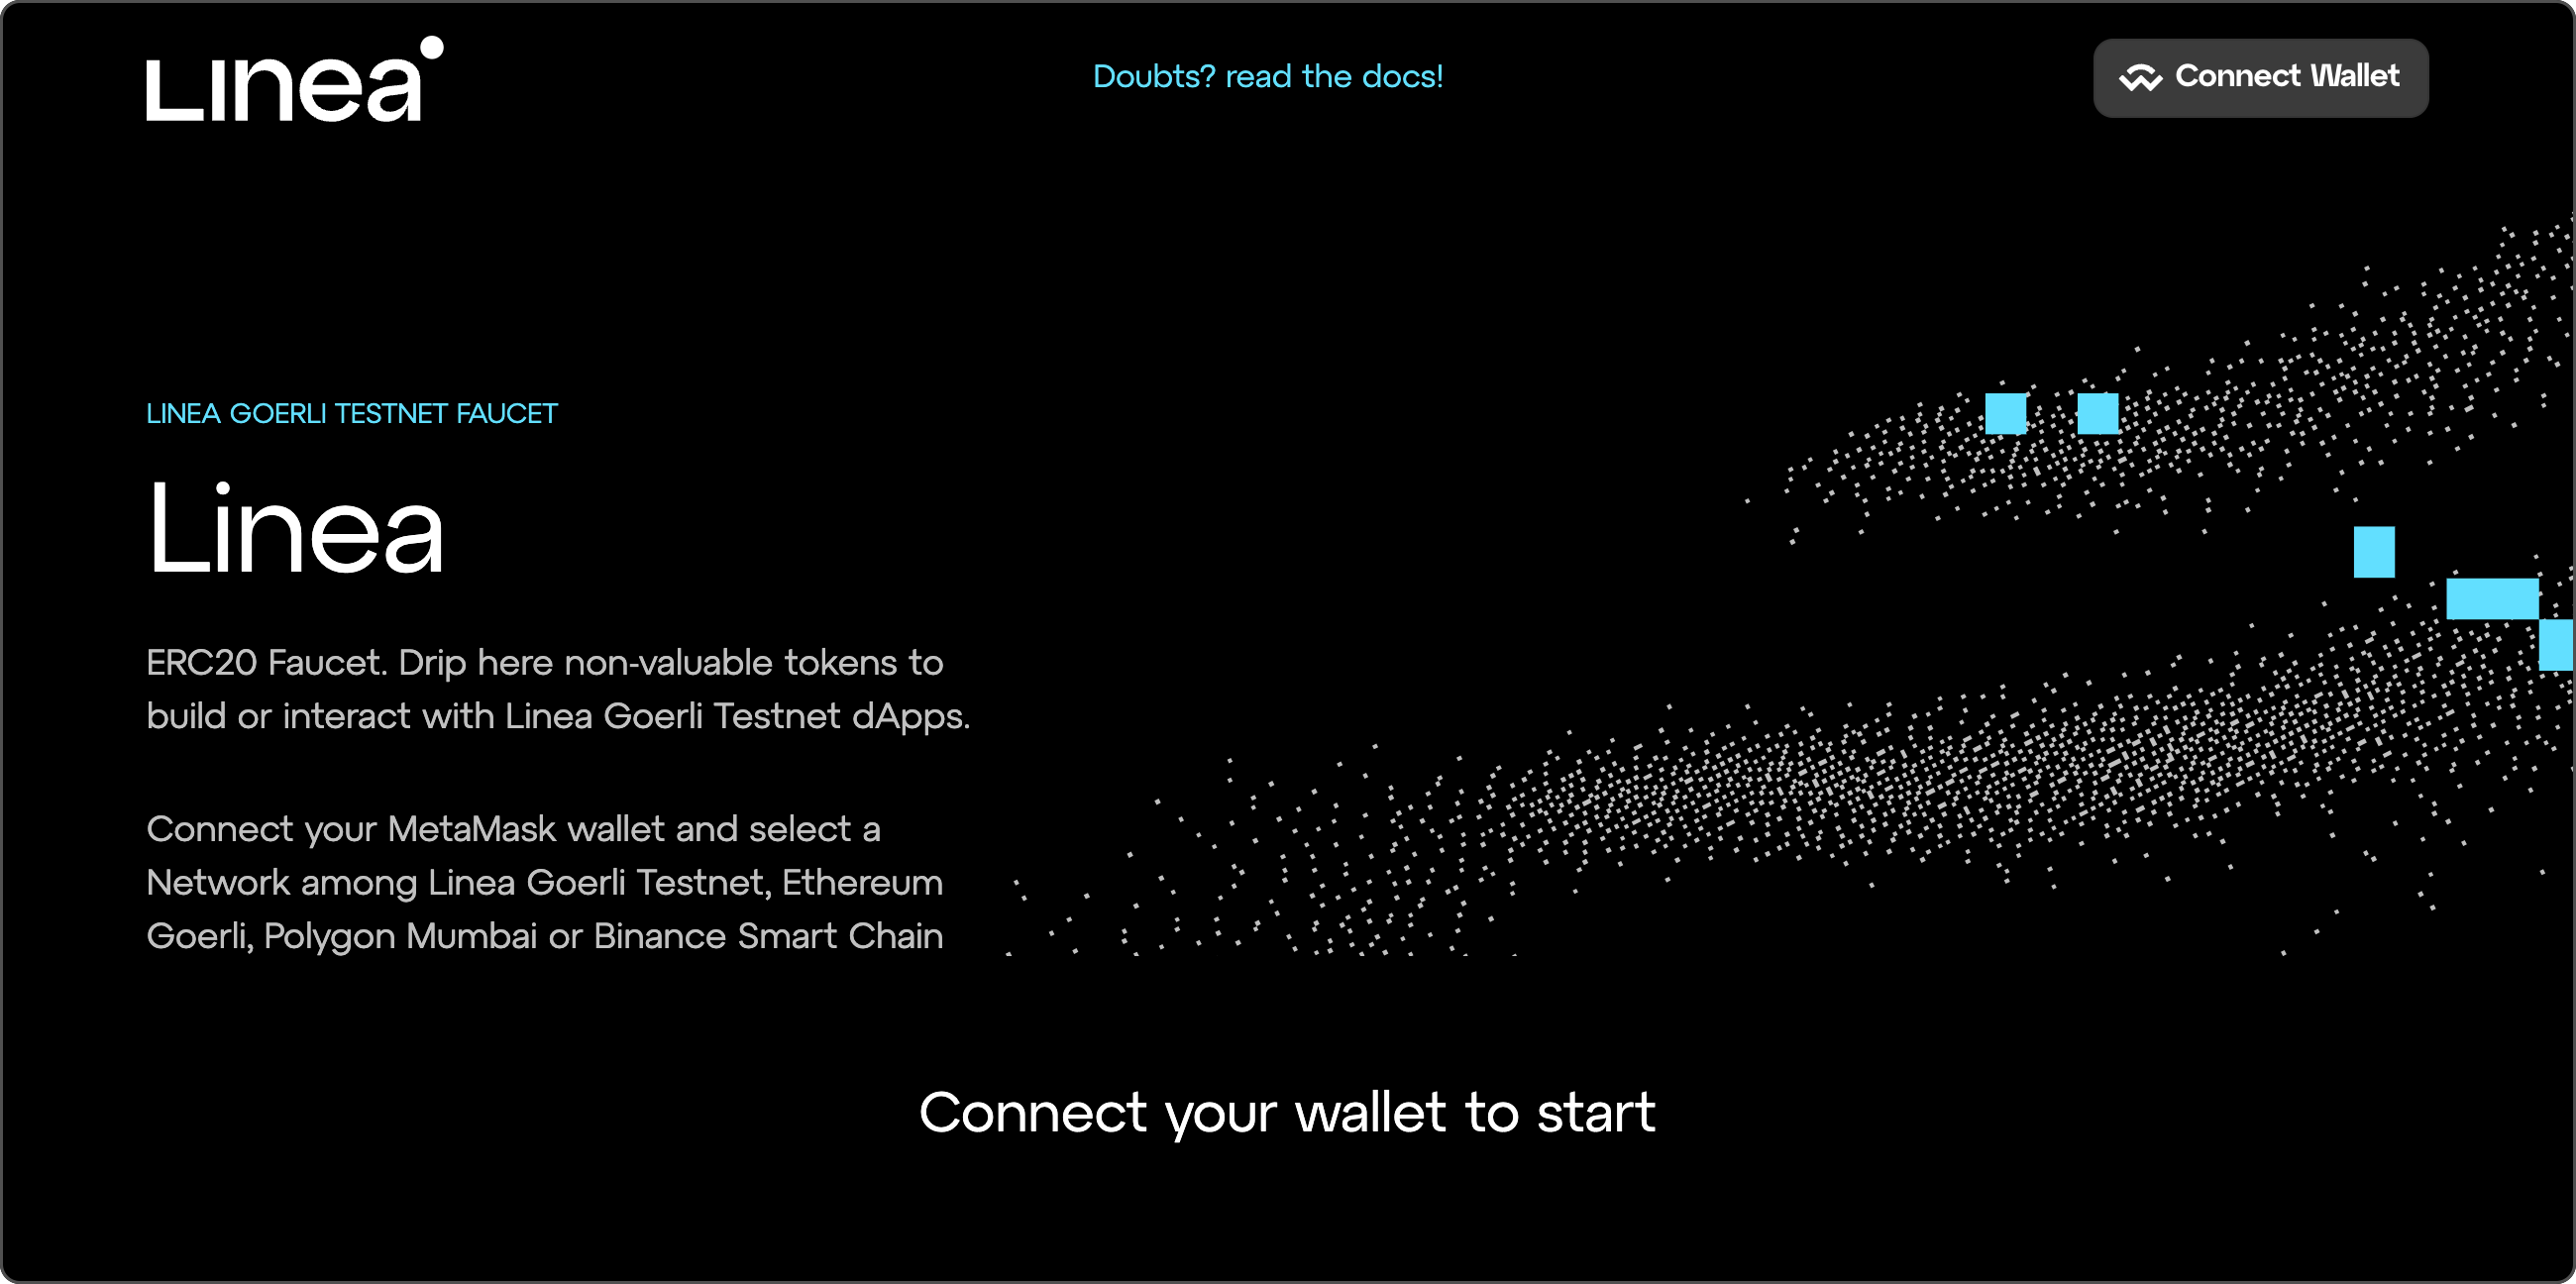 Linea
Doubts? read the docs!
Connect Wallet
LINEA GOERLI TESTNET FAUCET
Linea
ERC20 Faucet. Drip here non-valuable tokens to
build or interact with Linea Goerli Testnet dApps.
Connect your MetaMask wallet and select a
Network among Linea Goerli Testnet, Ethereum
Goerli, Polygon Mumbai or Binance Smart Chain
Connect your wallet to start